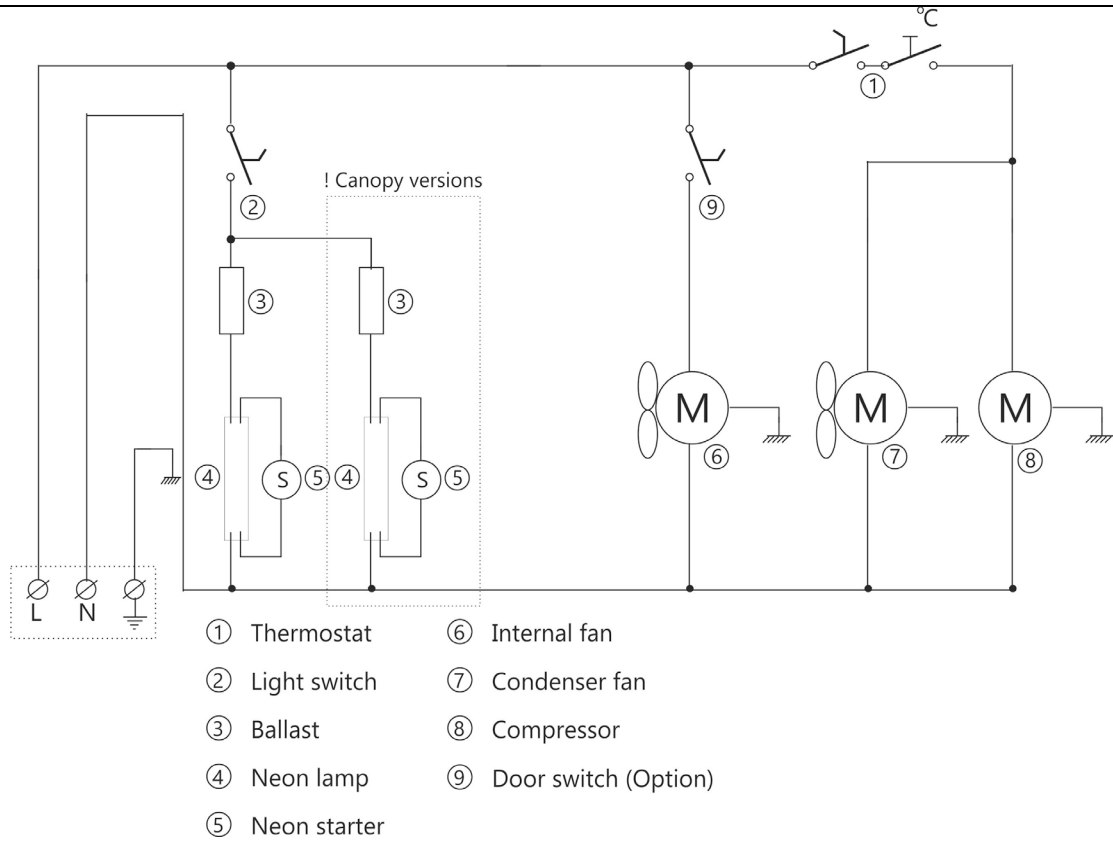 °C
①
! Canopy versions
② ⑨
③ ③
M M M
④ S ⑤ ④ S ⑤ ⑥ ⑦ ⑧
L N
① Thermostat
② Light switch
③ Ballast
④ Neon lamp
⑤ Neon starter
⑥ Internal fan
⑦ Condenser fan
⑧ Compressor
⑨ Door switch (Option)